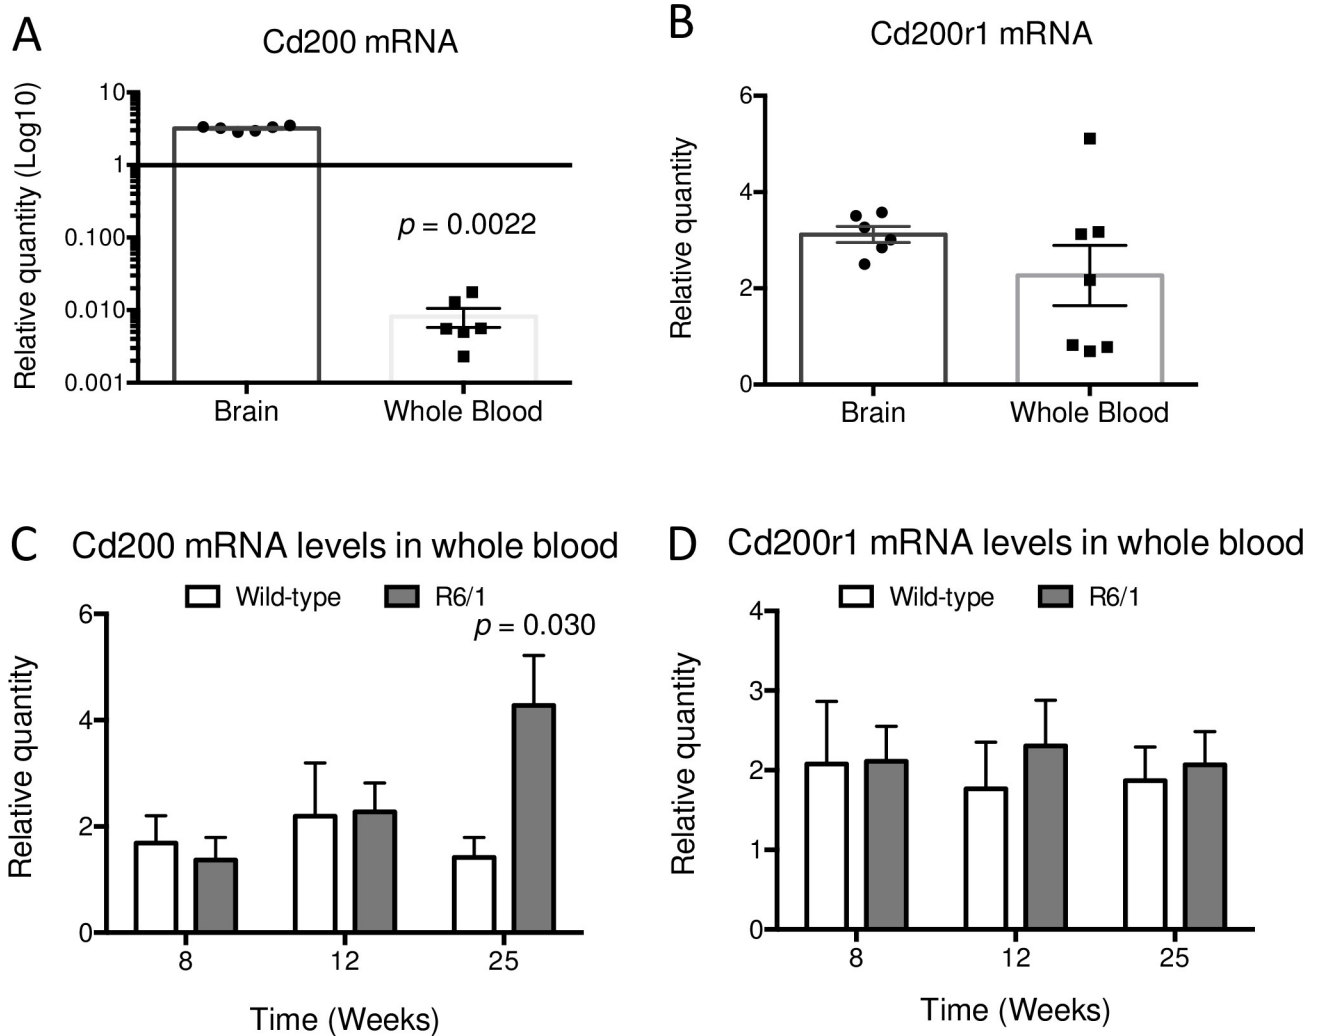 A
Cd200 mRNA
Relative quantity (Log10)
10
1
0.100
0.010
0.001
p = 0.0022
Brain
Whole Blood
B
Cd200r1 mRNA
Relative quantity
6
4
2
0
Brain
Whole Blood
C
Cd200 mRNA levels in whole blood
Wild-type
R6/1
p = 0.030
Relative quantity
6
4
2
0
8
12
25
Time (Weeks)
D
Cd200r1 mRNA levels in whole blood
Wild-type
R6/1
Relative quantity
4
3
2
1
0
8
12
25
Time (Weeks)